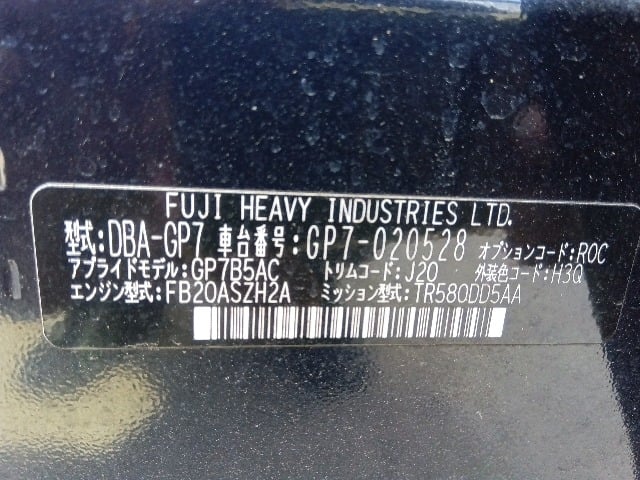 FUJI HEAVY INDUSTRIES LTD.
型式:DBA-GP7 車台番号:GP7-020528 オプションコード:ROC
アプライドモデル:GP7B5AC トリムコード:J20 外装色コード:H3Q
エンジン型式:FB20ASZH2A ミッション型式:TR580DD5AA